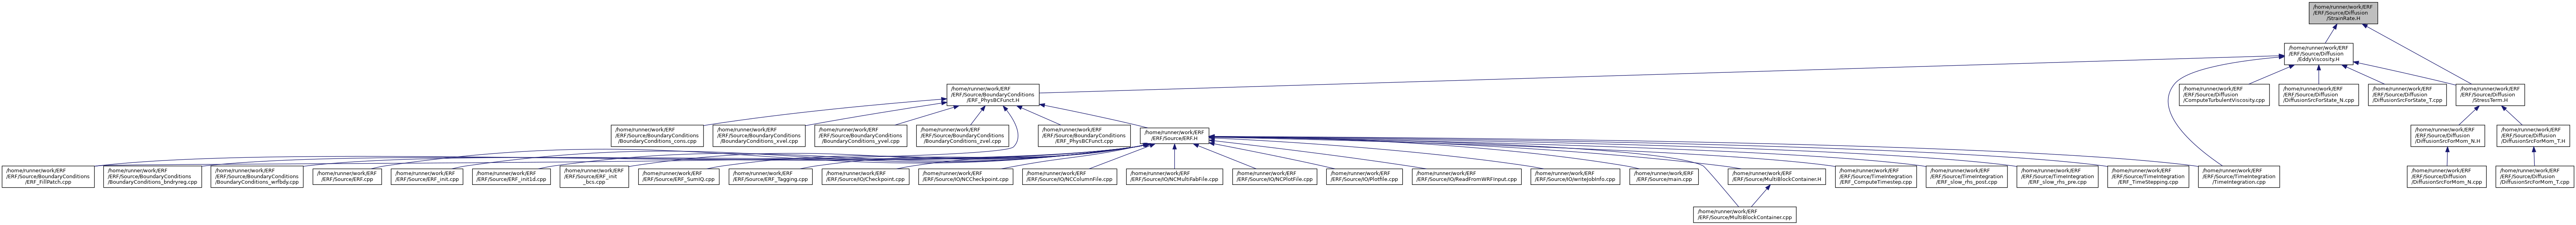 /home/runner/work/ERF
/ERF/Source/Diffusion
/StrainRate.H
/home/runner/work/ERF
/ERF/Source/Diffusion
/EddyViscosity.H
/home/runner/work/ERF
/ERF/Source/BoundaryConditions
/ERF_PhysBCFunct.H
/home/runner/work/ERF
/ERF/Source/Diffusion
/ComputeTurbulentViscosity.cpp
/home/runner/work/ERF
/ERF/Source/Diffusion
/DiffusionSrcForState_N.cpp
/home/runner/work/ERF
/ERF/Source/Diffusion
/DiffusionSrcForState_T.cpp
/home/runner/work/ERF
/ERF/Source/Diffusion
/StressTerm.H
/home/runner/work/ERF
/ERF/Source/BoundaryConditions
/BoundaryConditions_cons.cpp
/home/runner/work/ERF
/ERF/Source/BoundaryConditions
/BoundaryConditions_xvel.cpp
/home/runner/work/ERF
/ERF/Source/BoundaryConditions
/BoundaryConditions_yvel.cpp
/home/runner/work/ERF
/ERF/Source/BoundaryConditions
/BoundaryConditions_zvel.cpp
/home/runner/work/ERF
/ERF/Source/BoundaryConditions
/ERF_PhysBCFunct.cpp
/home/runner/work/ERF
/ERF/Source/ERF.H
/home/runner/work/ERF
/ERF/Source/Diffusion
/DiffusionSrcForMom_N.H
/home/runner/work/ERF
/ERF/Source/Diffusion
/DiffusionSrcForMom_T.H
/home/runner/work/ERF
/ERF/Source/BoundaryConditions
/ERF_FillPatch.cpp
/home/runner/work/ERF
/ERF/Source/BoundaryConditions
/BoundaryConditions_bndryreg.cpp
/home/runner/work/ERF
/ERF/Source/BoundaryConditions
/BoundaryConditions_wrfbdy.cpp
/home/runner/work/ERF
/ERF/Source/ERF.cpp
/home/runner/work/ERF
/ERF/Source/ERF_init.cpp
/home/runner/work/ERF
/ERF/Source/ERF_init1d.cpp
/home/runner/work/ERF
/ERF/Source/ERF_init
_bcs.cpp
/home/runner/work/ERF
/ERF/Source/ERF_SumIQ.cpp
/home/runner/work/ERF
/ERF/Source/ERF_Tagging.cpp
/home/runner/work/ERF
/ERF/Source/IO/Checkpoint.cpp
/home/runner/work/ERF
/ERF/Source/IO/NCCheckpoint.cpp
/home/runner/work/ERF
/ERF/Source/IO/NCColumnFile.cpp
/home/runner/work/ERF
/ERF/Source/IO/NCMultiFabFile.cpp
/home/runner/work/ERF
/ERF/Source/IO/NCPlotFile.cpp
/home/runner/work/ERF
/ERF/Source/IO/Plotfile.cpp
/home/runner/work/ERF
/ERF/Source/IO/ReadFromWRFInput.cpp
/home/runner/work/ERF
/ERF/Source/IO/writeJobInfo.cpp
/home/runner/work/ERF
/ERF/Source/main.cpp
/home/runner/work/ERF
/ERF/Source/MultiBlockContainer.H
/home/runner/work/ERF
/ERF/Source/TimeIntegration
/ERF_ComputeTimestep.cpp
/home/runner/work/ERF
/ERF/Source/TimeIntegration
/ERF_slow_rhs_post.cpp
/home/runner/work/ERF
/ERF/Source/TimeIntegration
/ERF_slow_rhs_pre.cpp
/home/runner/work/ERF
/ERF/Source/TimeIntegration
/ERF_TimeStepping.cpp
/home/runner/work/ERF
/ERF/Source/TimeIntegration
/TimeIntegration.cpp
/home/runner/work/ERF
/ERF/Source/Diffusion
/DiffusionSrcForMom_N.cpp
/home/runner/work/ERF
/ERF/Source/Diffusion
/DiffusionSrcForMom_T.cpp
/home/runner/work/ERF
/ERF/Source/MultiBlockContainer.cpp